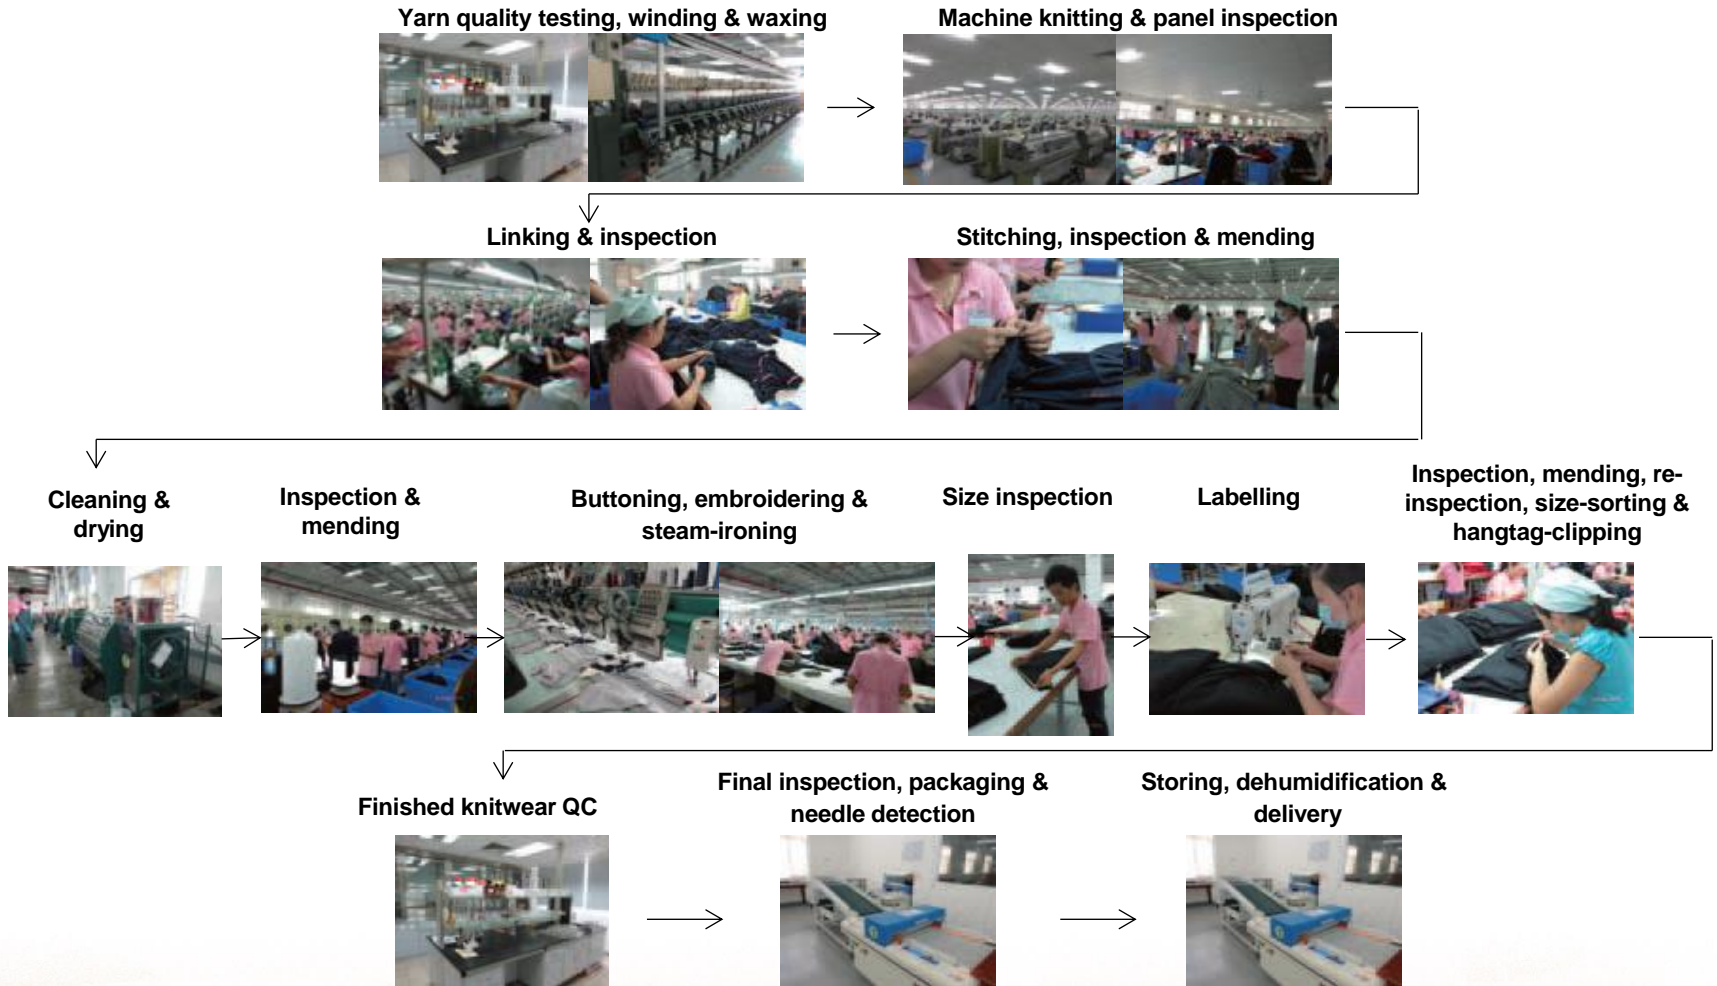 Yarn quality testing, winding & waxing
Machine knitting & panel inspection
Linking & inspection
Stitching, inspection & mending
Cleaning &
drying
Inspection &
mending
Buttoning, embroidering &
steam-ironing
Size inspection
Labelling
Inspection, mending, re-
inspection, size-sorting &
hangtag-clipping
Finished knitwear QC
Final inspection, packaging &
needle detection
Storing, dehumidification &
delivery